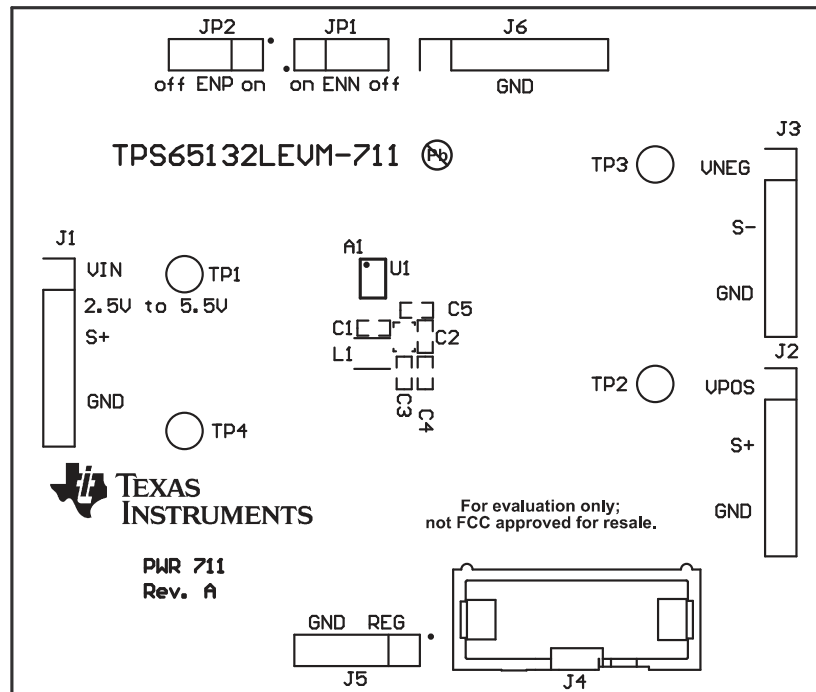 JP2 JP1 J6
off ENP on on ENN off GND
TPS65132LEVM-711 Pb
J3
TP3 VNEG
S-
GND
J1
VIN TP1
2.5V to 5.5V
S+
GND
TP4
A1
U1
C5
C1
C2
L1
C3 C4
J2
TP2 VPOS
S+
GND
TEXAS
INSTRUMENTS
For evaluation only;
not FCC approved for resale.
PWR 711
Rev. A
GND REG
J5 J4